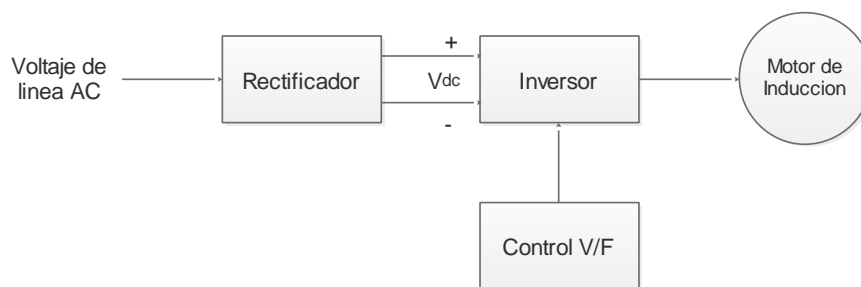 Voltaje de
linea AC
Rectificador
+
Vdc
-
Inversor
Motor de
Induccion
Control V/F